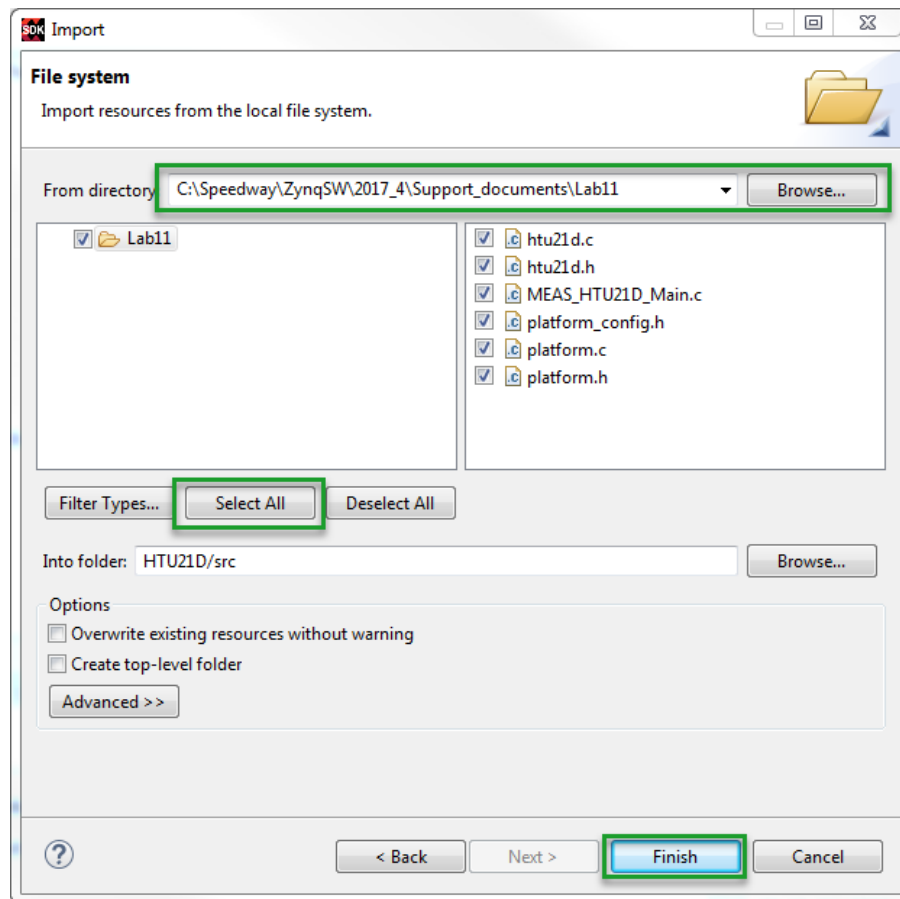 SDK Import
File system
Import resources from the local file system.
From directory C:\Speedway\ZynqSW\2017_4\Support_documents\Lab11 Browse...
Lab11
.c htu21d.c
.c htu21d.h
.c MEAS_HTU21D_Main.c
.c platform_config.h
.c platform.c
.c platform.h
Filter Types... Select All Deselect All
Into folder: HTU21D/src Browse...
Options
Overwrite existing resources without warning
Create top-level folder
Advanced >>
? < Back Next > Finish Cancel